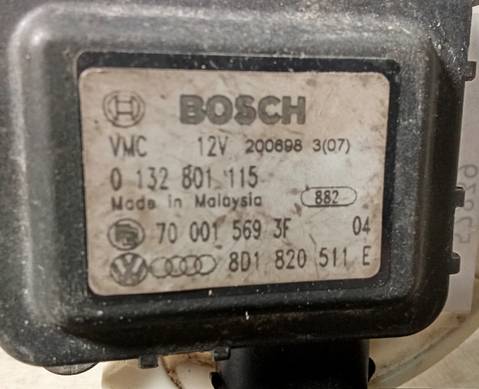 BOSCH
VMC 12V 200698 3(07)
0 132 801 115
Made in Malaysia 882
70 001 569 3F 04
8D1 820 511 E